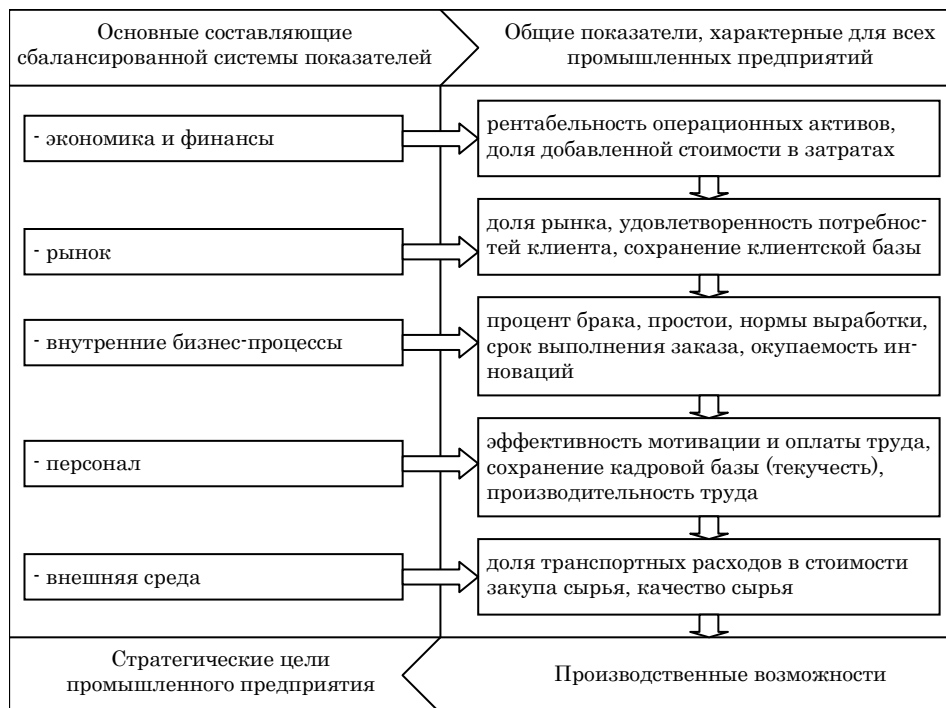 Основные составляющие
сбалансированной системы показателей
Общие показатели, характерные для всех
промышленных предприятий
- экономика и финансы
рентабельность операционных активов,
доля добавленной стоимости в затратах
- рынок
доля рынка, удовлетворенность потребнос-
тей клиента, сохранение клиентской базы
- внутренние бизнес-процессы
процент брака, простои, нормы выработки,
срок выполнения заказа, окупаемость ин-
новаций
- персонал
эффективность мотивации и оплаты труда,
сохранение кадровой базы (текучесть),
производительность труда
- внешняя среда
доля транспортных расходов в стоимости
закупа сырья, качество сырья
Стратегические цели
промышленного предприятия
Производственные возможности